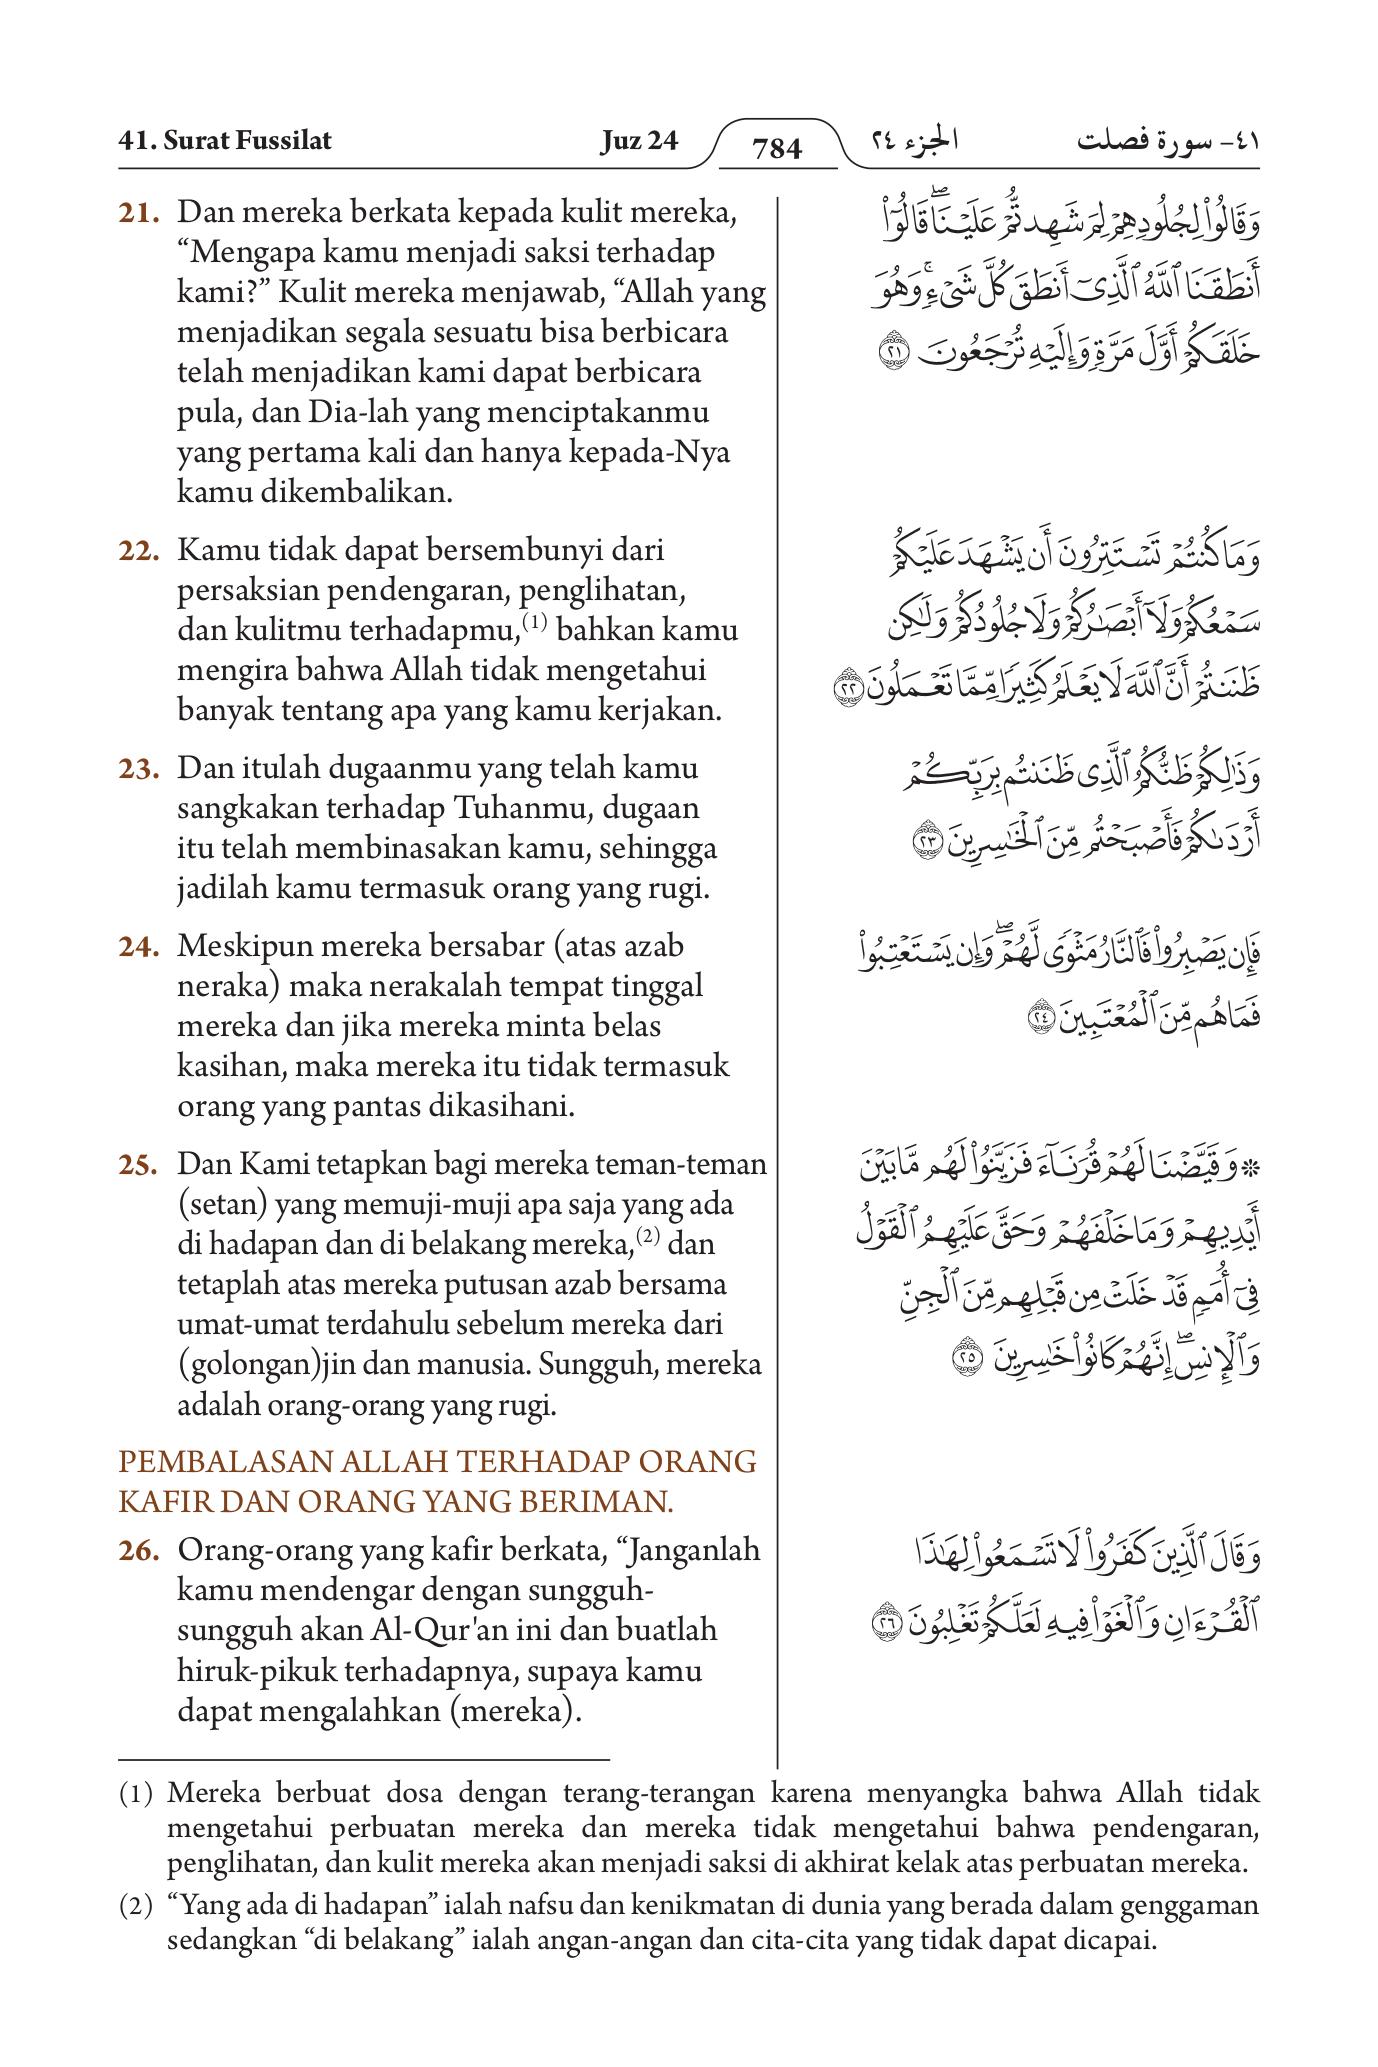 41. Surat Fussilat Juz 24 784 الجزء ٢٤ ٤١- سورة فصلت
21. Dan mereka berkata kepada kulit mereka,
“Mengapa kamu menjadi saksi terhadap
kami?” Kulit mereka menjawab, “Allah yang
menjadikan segala sesuatu bisa berbicara
telah menjadikan kami dapat berbicara
pula, dan Dia-lah yang menciptakanmu
yang pertama kali dan hanya kepada-Nya
kamu dikembalikan.
وَقَالُواْ لِجُلُودِهِمۡ لِمَ شَهِدتُّمۡ عَلَيۡنَاۖ قَالُوٓاْ
أَنطَقَنَا ٱللَّهُ ٱلَّذِيٓ أَنطَقَ كُلَّ شَيۡءٖۚ وَهُوَ
خَلَقَكُمۡ أَوَّلَ مَرَّةٖ وَإِلَيۡهِ تُرۡجَعُونَ ٢١
22. Kamu tidak dapat bersembunyi dari
persaksian pendengaran, penglihatan,
dan kulitmu terhadapmu,(1) bahkan kamu
mengira bahwa Allah tidak mengetahui
banyak tentang apa yang kamu kerjakan.
وَمَا كُنتُمۡ تَسۡتَتِرُونَ أَن يَشۡهَدَ عَلَيۡكُمۡ
سَمۡعُكُمۡ وَلَآ أَبۡصَٰرُكُمۡ وَلَا جُلُودُكُمۡ وَلَٰكِن
ظَنَنتُمۡ أَنَّ ٱللَّهَ لَا يَعۡلَمُ كَثِيرٗا مِّمَّا تَعۡمَلُونَ ٢٢
23. Dan itulah dugaanmu yang telah kamu
sangkakan terhadap Tuhanmu, dugaan
itu telah membinasakan kamu, sehingga
jadilah kamu termasuk orang yang rugi.
وَذَٰلِكُمۡ ظَنُّكُمُ ٱلَّذِي ظَنَنتُم بِرَبِّكُمۡ
أَرۡدَىٰكُمۡ فَأَصۡبَحۡتُم مِّنَ ٱلۡخَٰسِرِينَ ٢٣
24. Meskipun mereka bersabar (atas azab
neraka) maka nerakalah tempat tinggal
mereka dan jika mereka minta belas
kasihan, maka mereka itu tidak termasuk
orang yang pantas dikasihani.
فَإِن يَصۡبِرُواْ فَٱلنَّارُ مَثۡوٗى لَّهُمۡۖ وَإِن يَسۡتَعۡتِبُواْ
فَمَا هُم مِّنَ ٱلۡمُعۡتَبِينَ ٢٤
25. Dan Kami tetapkan bagi mereka teman-teman
(setan) yang memuji-muji apa saja yang ada
di hadapan dan di belakang mereka,(2) dan
tetaplah atas mereka putusan azab bersama
umat-umat terdahulu sebelum mereka dari
(golongan)jin dan manusia. Sungguh, mereka
adalah orang-orang yang rugi.
۞ وَقَيَّضۡنَا لَهُمۡ قُرَنَآءَ فَزَيَّنُواْ لَهُم مَّا بَيۡنَ
أَيۡدِيهِمۡ وَمَا خَلۡفَهُمۡ وَحَقَّ عَلَيۡهِمُ ٱلۡقَوۡلُ
فِيٓ أُمَمٖ قَدۡ خَلَتۡ مِن قَبۡلِهِم مِّنَ ٱلۡجِنِّ
وَٱلۡإِنسِۖ إِنَّهُمۡ كَانُواْ خَٰسِرِينَ ٢٥
PEMBALASAN ALLAH TERHADAP ORANG
KAFIR DAN ORANG YANG BERIMAN.
26. Orang-orang yang kafir berkata, “Janganlah
kamu mendengar dengan sungguh-
sungguh akan Al-Qur'an ini dan buatlah
hiruk-pikuk terhadapnya, supaya kamu
dapat mengalahkan (mereka).
وَقَالَ ٱلَّذِينَ كَفَرُواْ لَا تَسۡمَعُواْ لِهَٰذَا
ٱلۡقُرۡءَانِ وَٱلۡغَوۡاْ فِيهِ لَعَلَّكُمۡ تَغۡلِبُونَ ٢٦
(1) Mereka berbuat dosa dengan terang-terangan karena menyangka bahwa Allah tidak
mengetahui perbuatan mereka dan mereka tidak mengetahui bahwa pendengaran,
penglihatan, dan kulit mereka akan menjadi saksi di akhirat kelak atas perbuatan mereka.
(2) “Yang ada di hadapan” ialah nafsu dan kenikmatan di dunia yang berada dalam genggaman
sedangkan “di belakang” ialah angan-angan dan cita-cita yang tidak dapat dicapai.